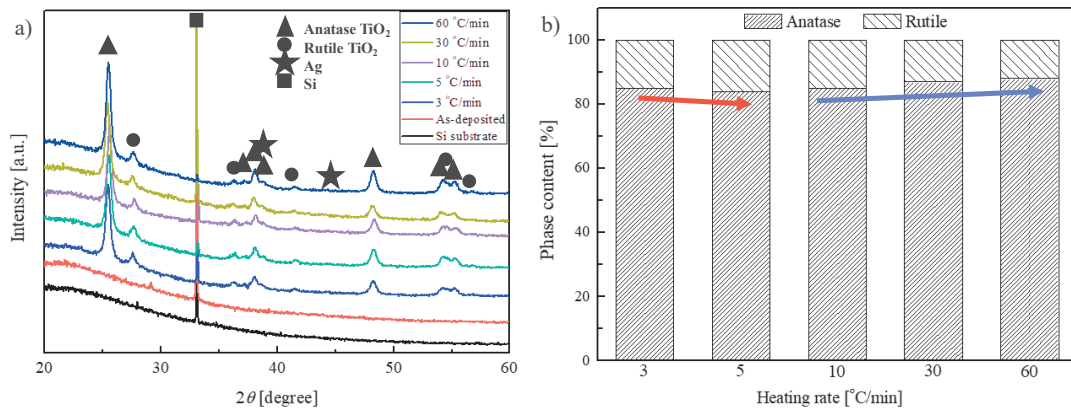 a)
Intensity [a.u.]
60 °C/min
30 °C/min
10 °C/min
5 °C/min
3 °C/min
As-deposited
Si substrate
Anatase TiO2
Rutile TiO2
Ag
Si
20 30 40 50 60
2θ [degree]
b)
Anatase Rutile
Phase content [%]
100
80
60
40
20
0
3 5 10 30 60
Heating rate [°C/min]